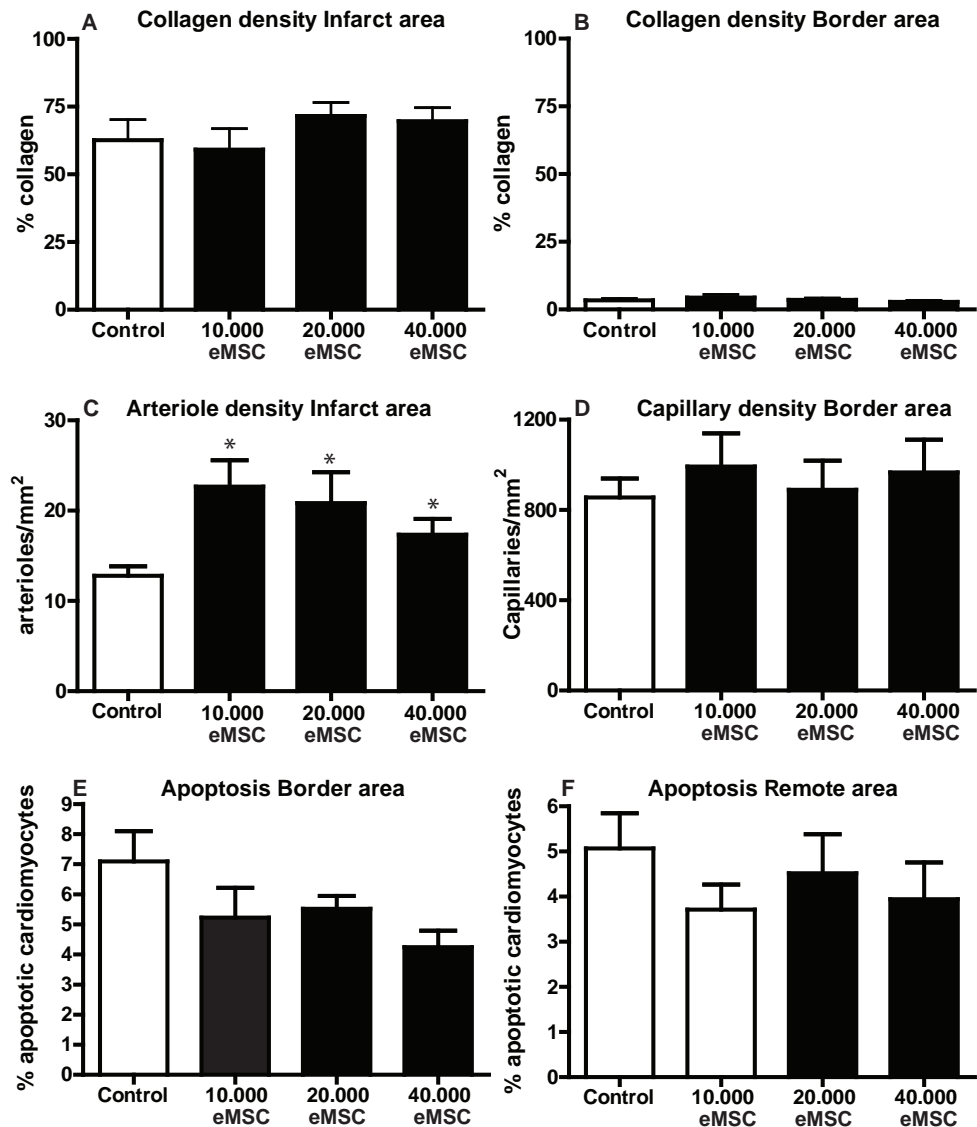 A Collagen density Infarct area
100
75
50
25
0
% collagen
Control
10.000
eMSC
20.000
eMSC
40.000
eMSC
B Collagen density Border area
100
75
50
25
0
% collagen
Control
10.000
eMSC
20.000
eMSC
40.000
eMSC
C Arteriole density Infarct area
30
20
10
0
arterioles/mm²
*
*
*
Control
10.000
eMSC
20.000
eMSC
40.000
eMSC
D Capillary density Border area
1200
800
400
0
Capillaries/mm²
Control
10.000
eMSC
20.000
eMSC
40.000
eMSC
E Apoptosis Border area
9
8
7
6
5
4
3
2
1
0
% apoptotic cardiomyocytes
Control
10.000
eMSC
20.000
eMSC
40.000
eMSC
F Apoptosis Remote area
6
5
4
3
2
1
0
% apoptotic cardiomyocytes
Control
10.000
eMSC
20.000
eMSC
40.000
eMSC